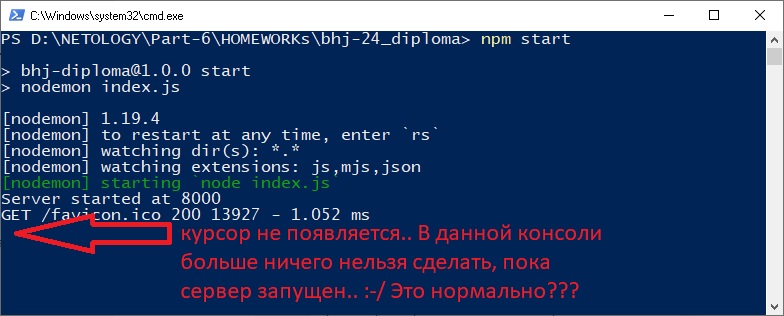 C:\Windows\system32\cmd.exe
PS D:\NETOLOGY\Part-6\HOMEWORKs\bhj-24_diploma> npm start
> bhj-diploma@1.0.0 start
> nodemon index.js
[nodemon] 1.19.4
[nodemon] to restart at any time, enter `rs`
[nodemon] watching dir(s): *.*
[nodemon] watching extensions: js,mjs,json
[nodemon] starting `node index.js
Server started at 8000
GET /favicon.ico 200 13927 - 1.052 ms
курсор не появляется.. В данной консоли
больше ничего нельзя сделать, пока
сервер запущен.. :-/ Это нормально???